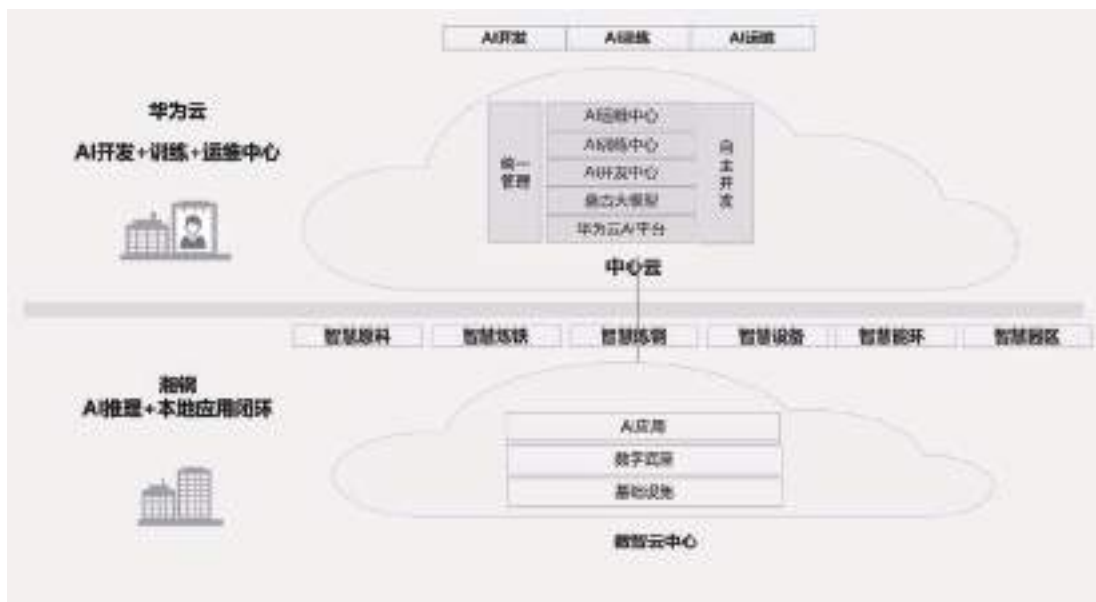 AI开发 AI训练 AI运维
华为云
AI开发+训练+运维中心
统一管理
AI运维中心
AI训练中心
AI开发中心
盘古大模型
华为云AI平台
自主开发
中心云
智慧原料 智慧炼铁 智慧炼钢 智慧设备 智慧能环 智慧园区
湘钢
AI推理+本地应用闭环
AI应用
数字底座
基础设施
数智云中心